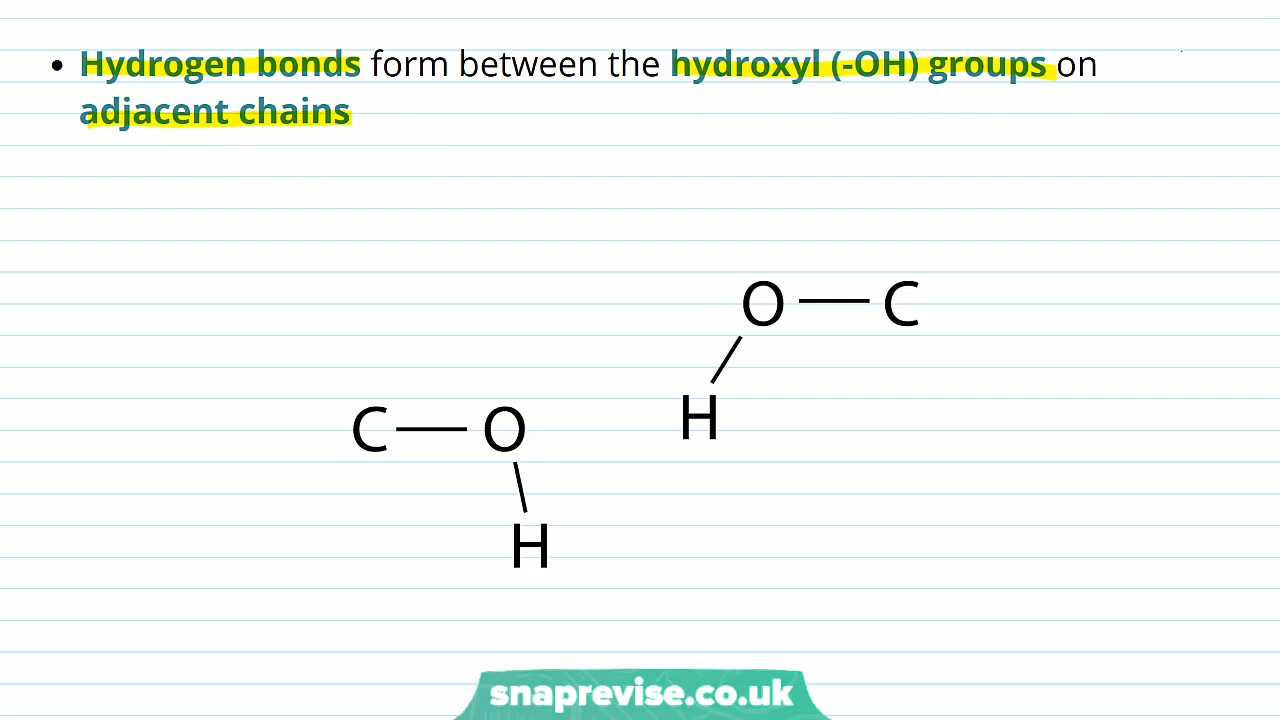 • Hydrogen bonds form between the hydroxyl (-OH) groups on
adjacent chains
O — C
H
C — O
H
snaprevise.co.uk